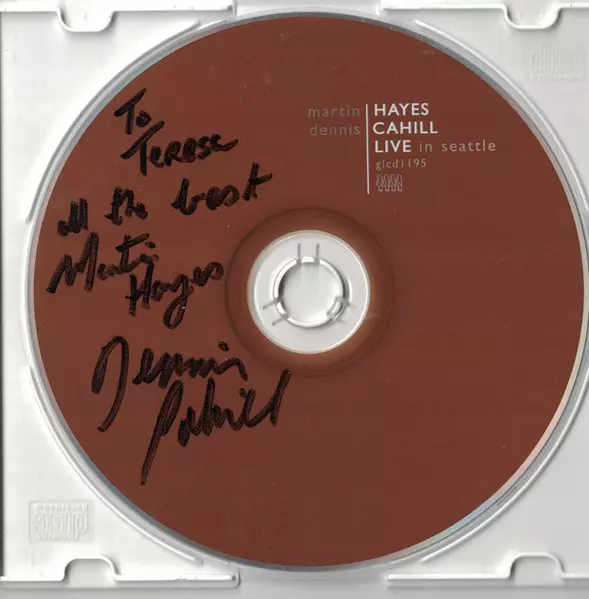 martin HAYES
dennis CAHILL
LIVE in seattle
glcd1195
To
Terese
all the best
Martin
Hayes
Dennis
Cahill